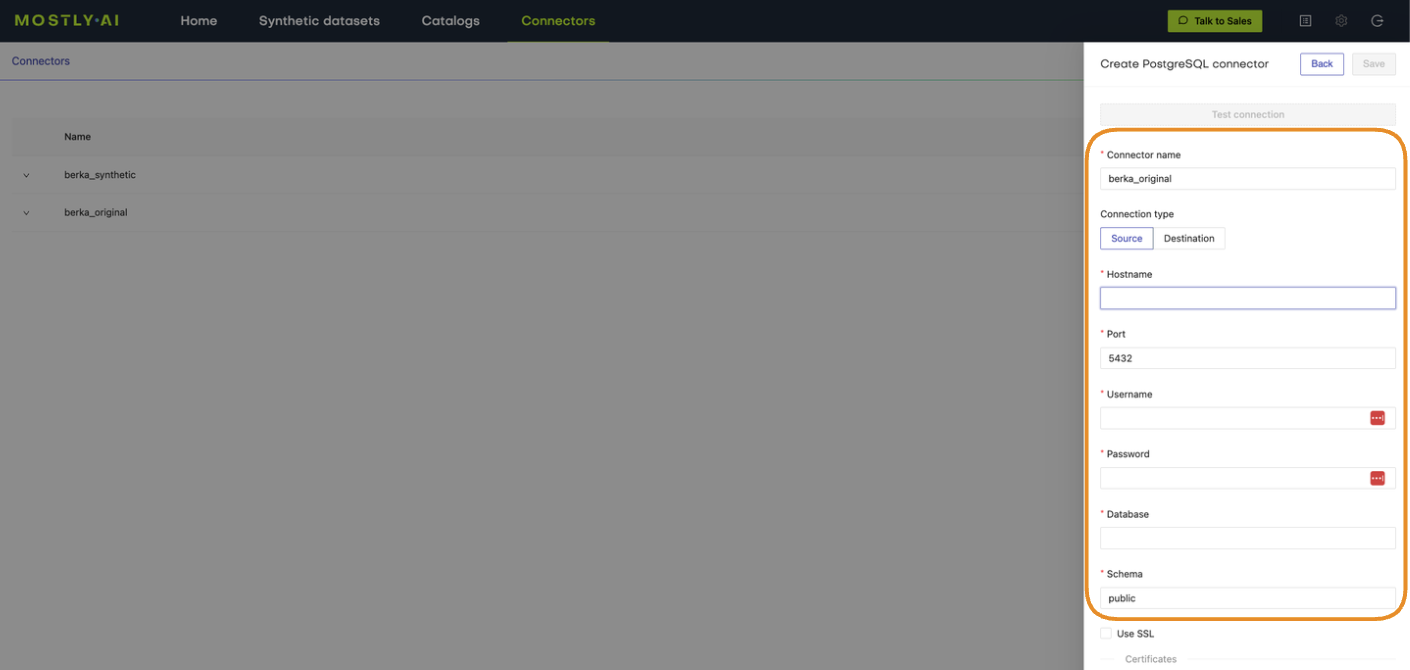 MOSTLY•AI Home Synthetic datasets Catalogs Connectors Talk to Sales
Connectors
Name
berka_synthetic
berka_original
Create PostgreSQL connector Back Save
Test connection
* Connector name
berka_original
Connection type
Source Destination
* Hostname
* Port
5432
* Username
* Password
* Database
* Schema
public
Use SSL
Certificates